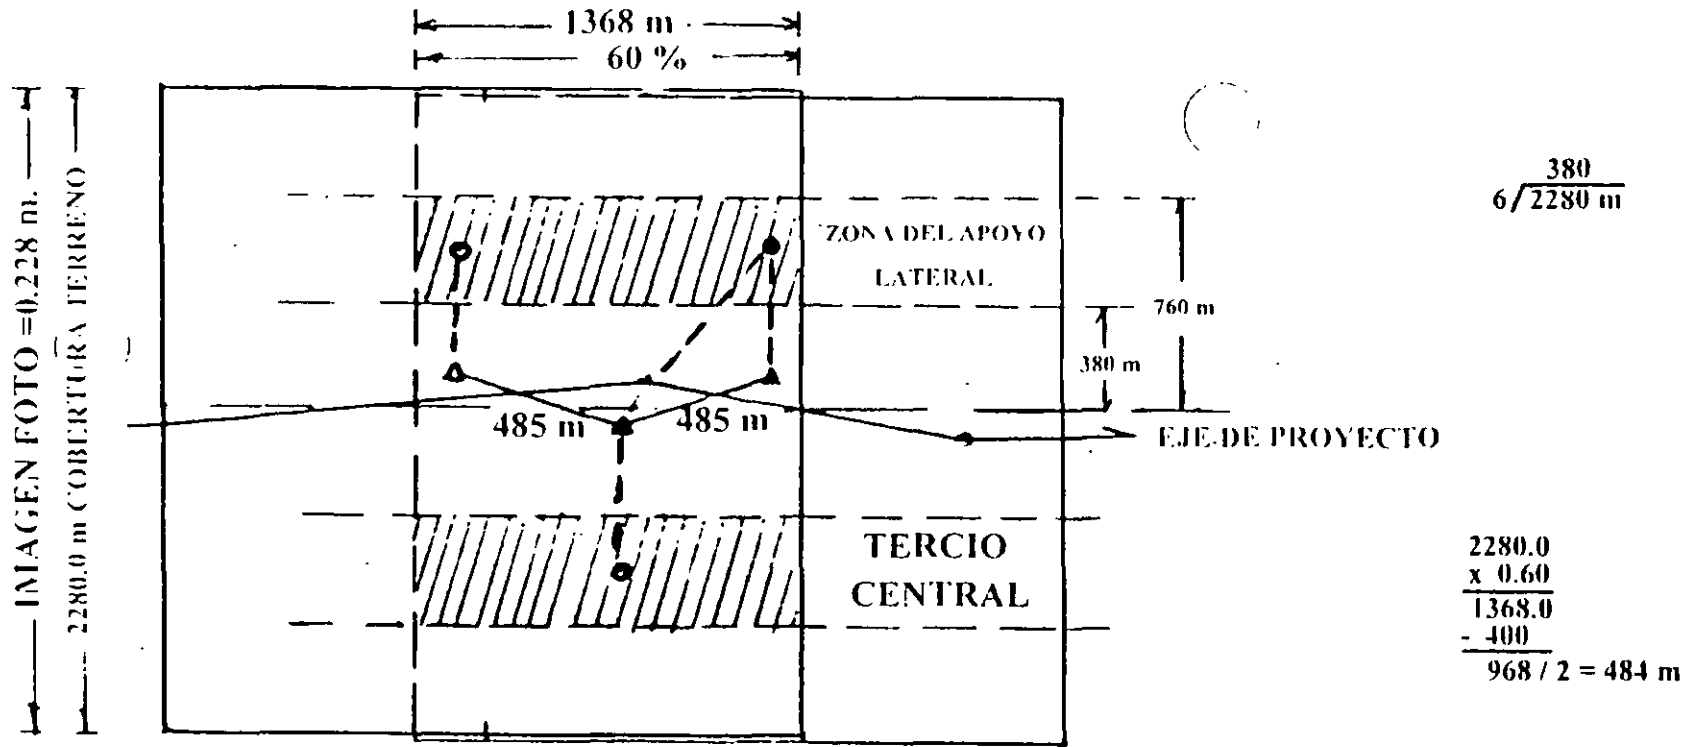 1368 m
60 %
IMAGEN FOTO =0.228 m.
2280.0 m COBERTURA TERRENO
ZONA DEL APOYO
LATERAL
760 m
380 m
485 m
485 m
EJE DE PROYECTO
TERCIO
CENTRAL
380
6/2280 m
2280.0
x 0.60
1368.0
- 400
968 / 2 = 484 m